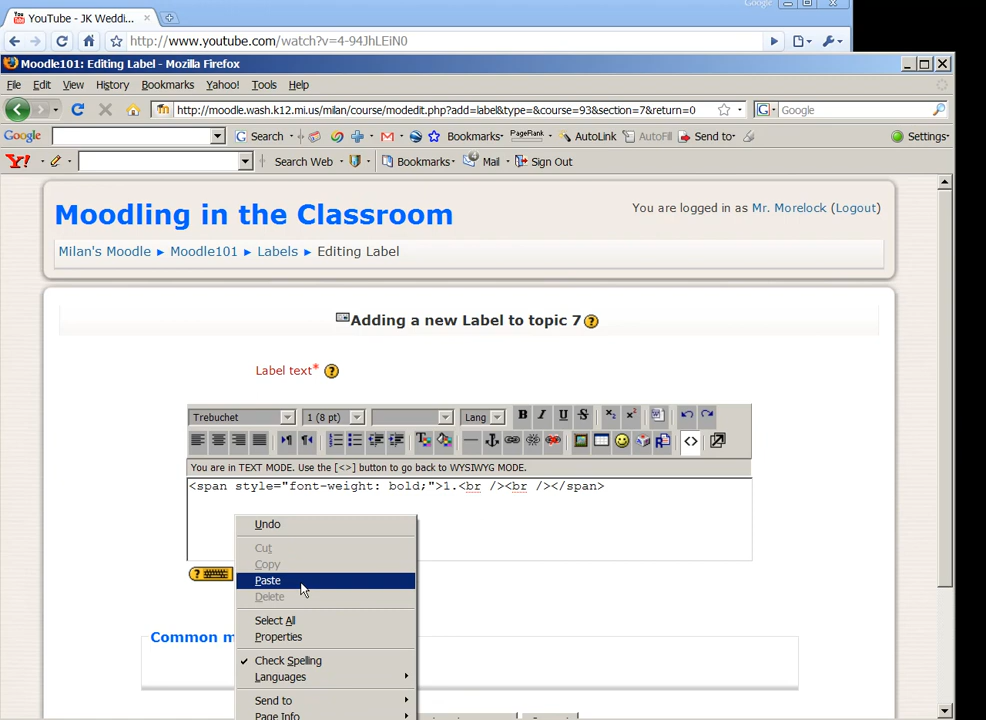 Google
YouTube - JK Weddi...
http://www.youtube.com/watch?v=4-94JhLEiN0
Moodle101: Editing Label - Mozilla Firefox
File Edit View History Bookmarks Yahoo! Tools Help
http://moodle.wash.k12.mi.us/milan/course/modedit.php?add=label&type=&course=93&section=7&return=0
Google
Google Search Bookmarks PageRank AutoLink AutoFill Send to Settings
Y! Search Web Bookmarks Mail Sign Out
Moodling in the Classroom
You are logged in as Mr. Morelock (Logout)
Milan's Moodle ► Moodle101 ► Labels ► Editing Label
Adding a new Label to topic 7
Label text*
Trebuchet 1 (8 pt) Lang B I U S
You are in TEXT MODE. Use the [<>] button to go back to WYSIWYG MODE.
<span style="font-weight: bold;">1.<br /><br /></span>
Undo
Cut
Copy
Paste
Delete
Select All
Properties
Common m
Check Spelling
Languages
Send to
Page Info